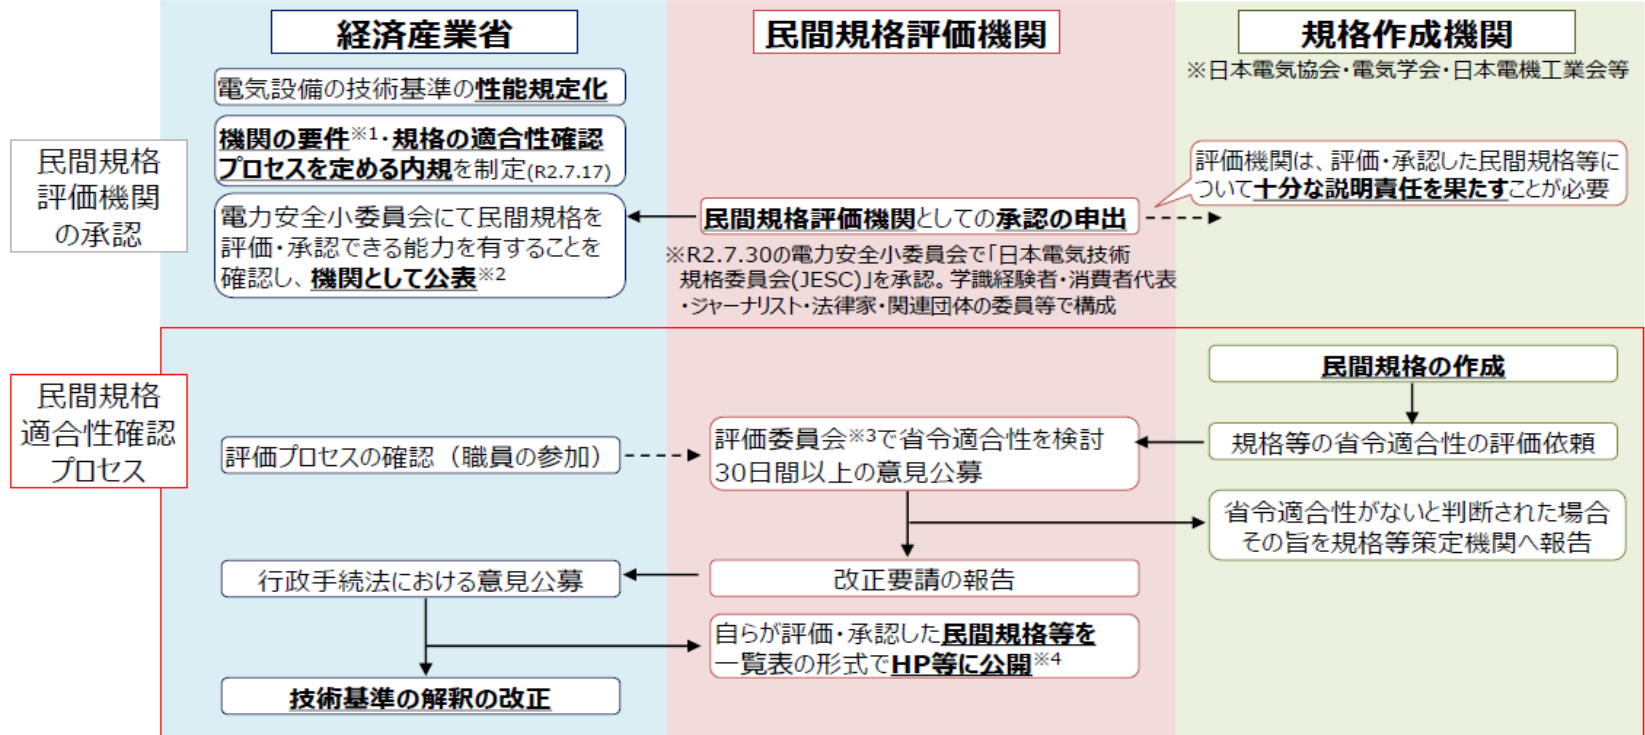 経済産業省
民間規格評価機関
規格作成機関
※日本電気協会・電気学会・日本電機工業会等
民間規格
評価機関
の承認
電気設備の技術基準の性能規定化
機関の要件※1・規格の適合性確認
プロセスを定める内規を制定(R2.7.17)
電力安全小委員会にて民間規格を
評価・承認できる能力を有することを
確認し、機関として公表※2
民間規格評価機関としての承認の申出
※R2.7.30の電力安全小委員会で「日本電気技術
規格委員会(JESC)」を承認。学識経験者・消費者代表
・ジャーナリスト・法律家・関連団体の委員等で構成
評価機関は、評価・承認した民間規格等に
ついて十分な説明責任を果たすことが必要
民間規格
適合性確認
プロセス
民間規格の作成
規格等の省令適合性の評価依頼
評価プロセスの確認（職員の参加）
評価委員会※3で省令適合性を検討
30日間以上の意見公募
省令適合性がないと判断された場合
その旨を規格等策定機関へ報告
改正要請の報告
行政手続法における意見公募
自らが評価・承認した民間規格等を
一覧表の形式でHP等に公開※4
技術基準の解釈の改正